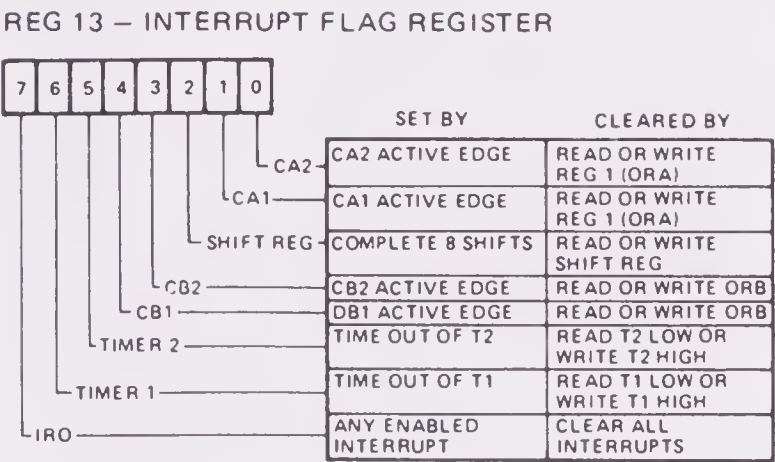 REG 13 – INTERRUPT FLAG REGISTER
7 6 5 4 3 2 1 0
SET BY CLEARED BY
CA2 CA2 ACTIVE EDGE READ OR WRITE
REG 1 (ORA)
CA1 CA1 ACTIVE EDGE READ OR WRITE
REG 1 (ORA)
SHIFT REG COMPLETE 8 SHIFTS READ OR WRITE
SHIFT REG
CB2 CB2 ACTIVE EDGE READ OR WRITE ORB
CB1 DB1 ACTIVE EDGE READ OR WRITE ORB
TIMER 2 TIME OUT OF T2 READ T2 LOW OR
WRITE T2 HIGH
TIMER 1 TIME OUT OF T1 READ T1 LOW OR
WRITE T1 HIGH
IRO ANY ENABLED CLEAR ALL
INTERRUPT INTERRUPTS